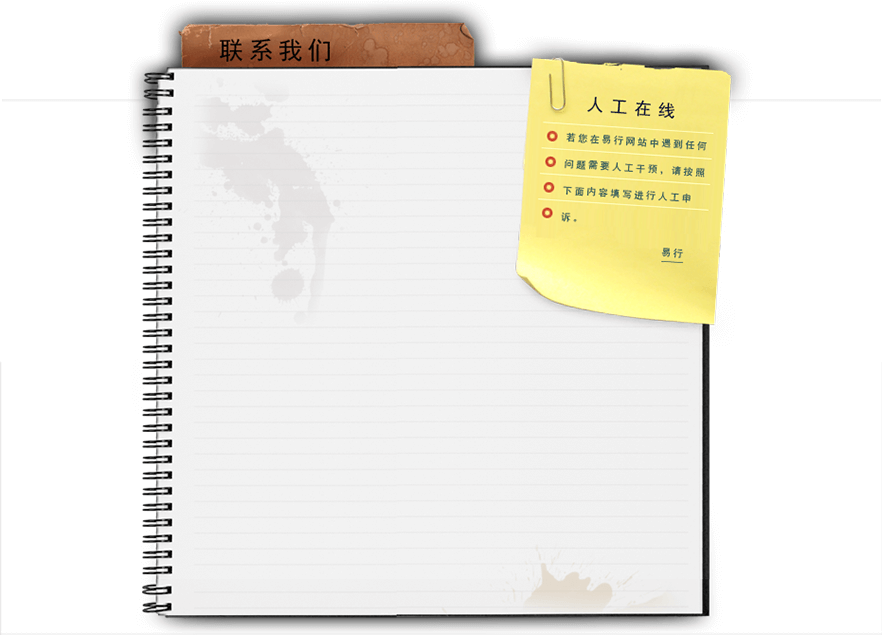 联系我们
人工在线
若您在易行网站中遇到任何
问题需要人工干预，请按照
下面内容填写进行人工申
诉。
易行